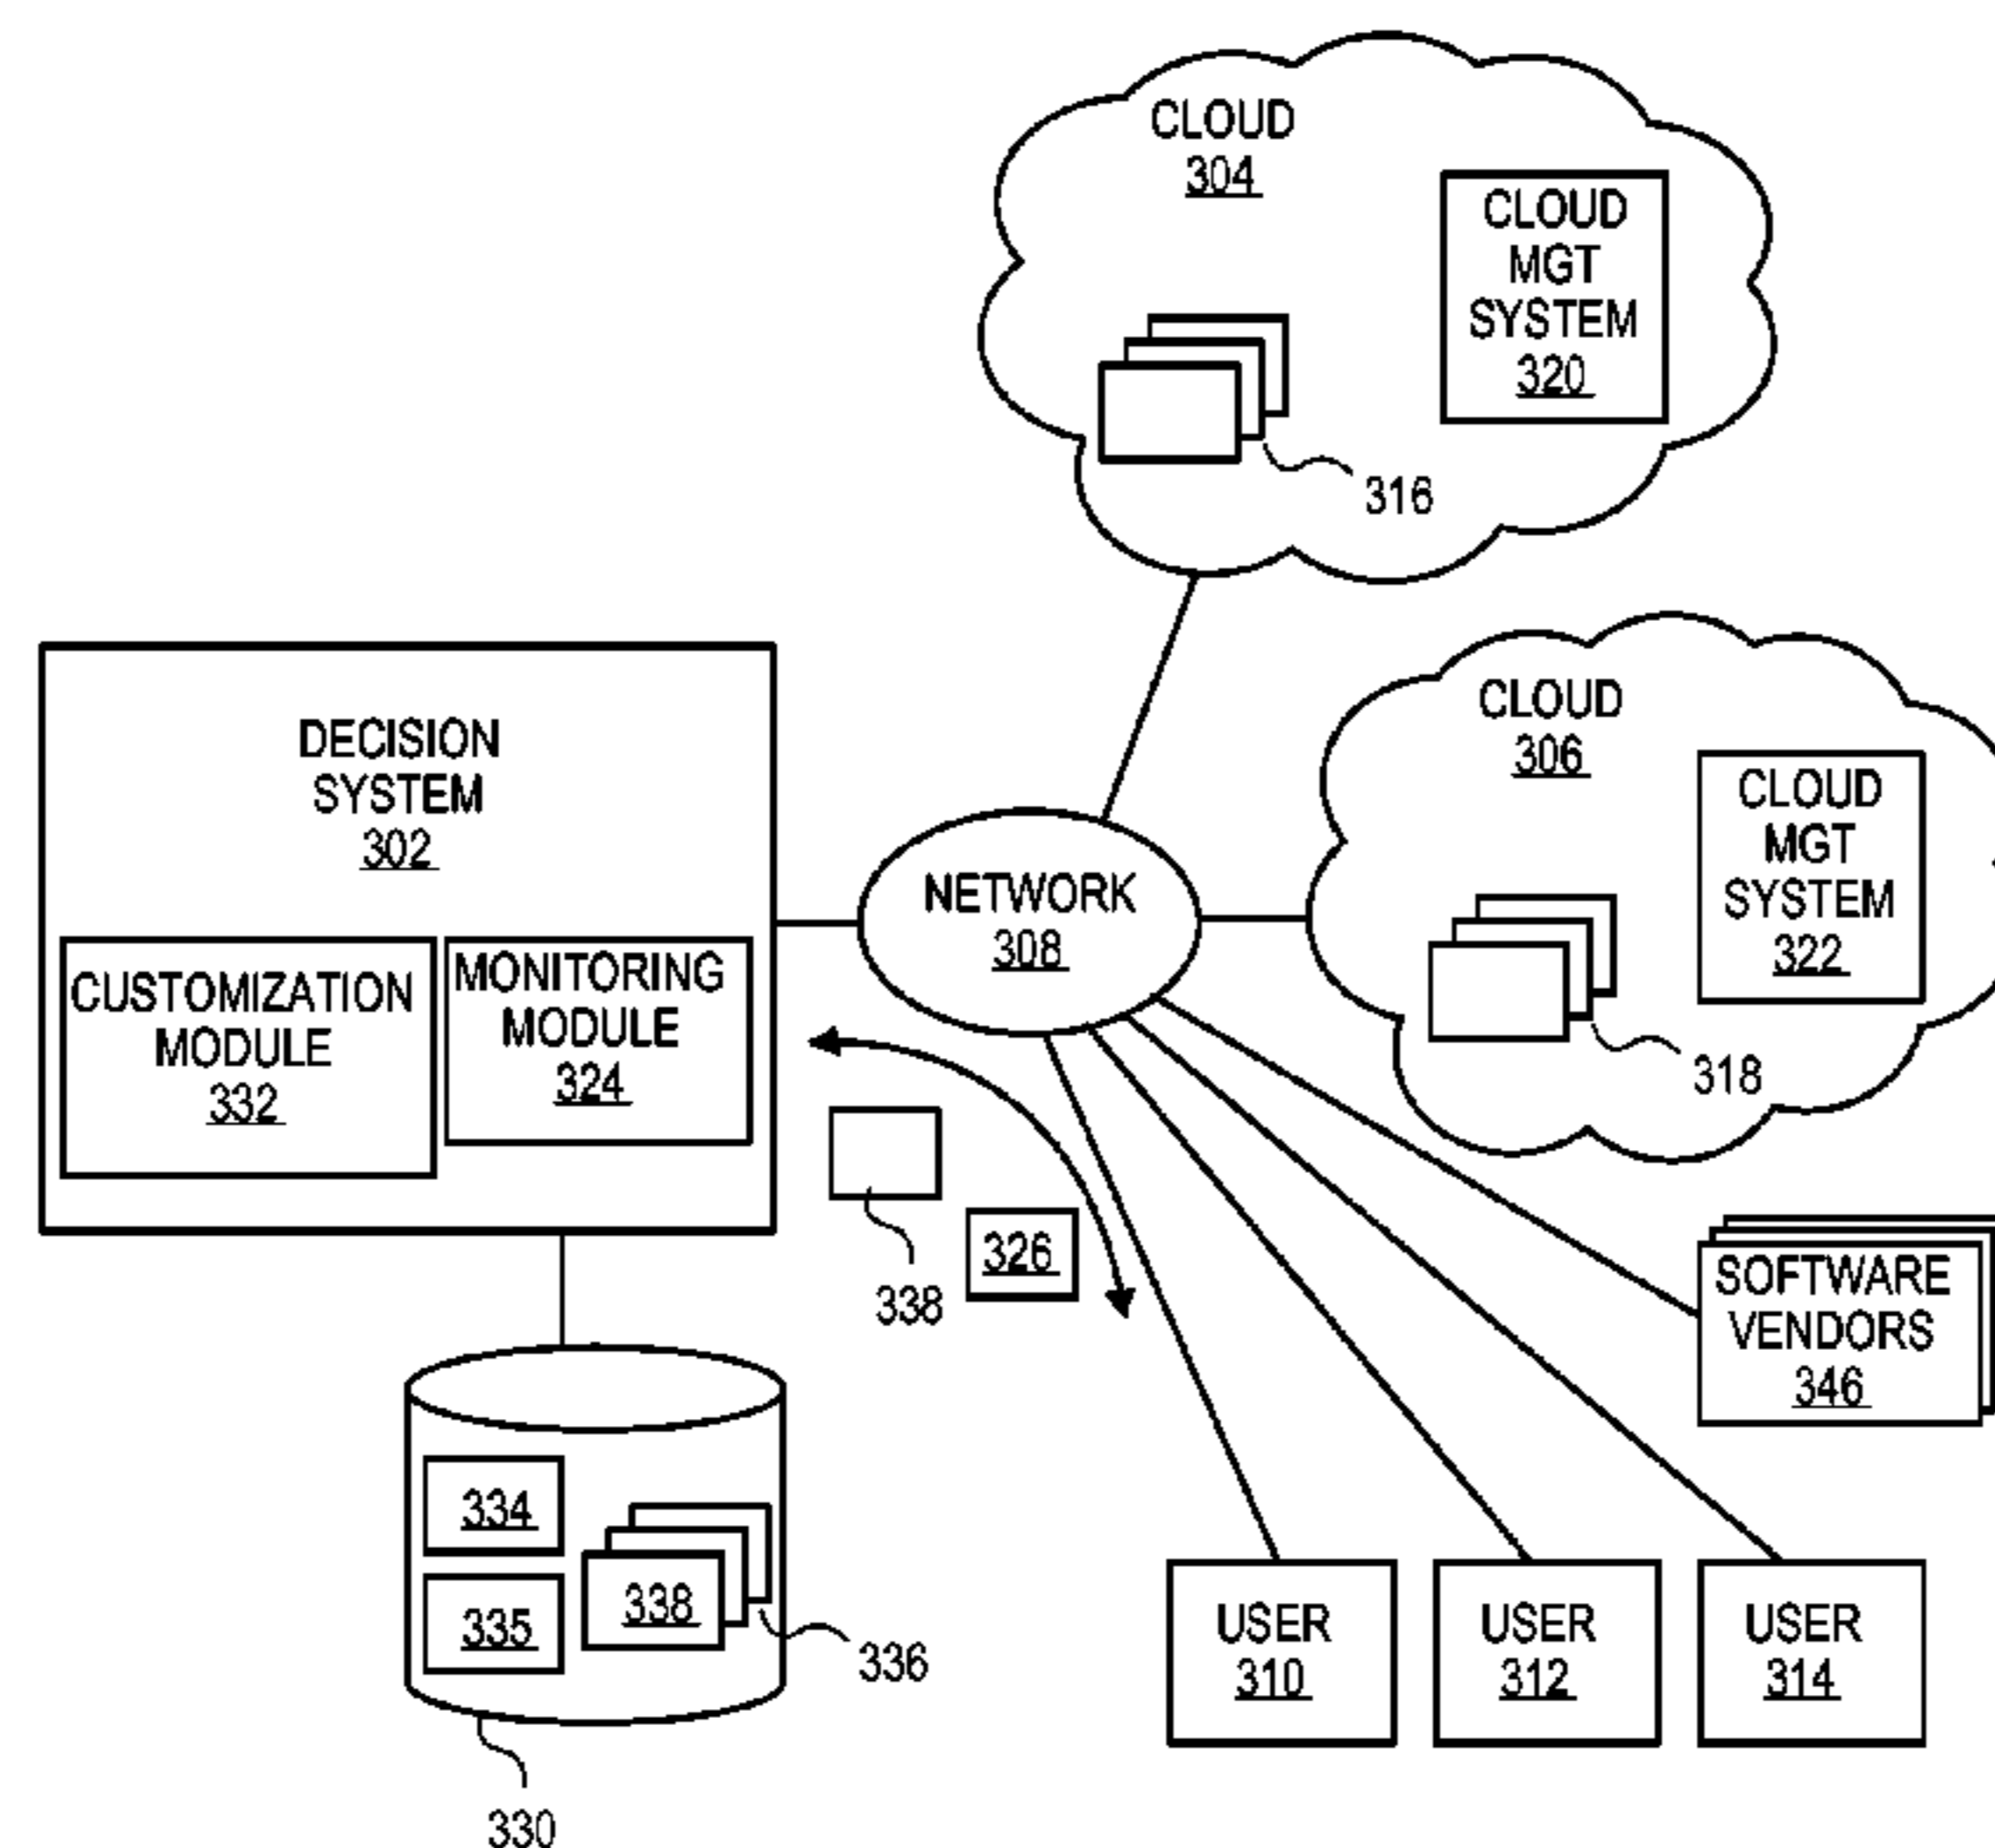 CLOUD
304
CLOUD
MGT
SYSTEM
320
316
CLOUD
306
CLOUD
MGT
SYSTEM
322
318
DECISION
SYSTEM
302
CUSTOMIZATION
MODULE
332
MONITORING
MODULE
324
NETWORK
308
338
326
SOFTWARE
VENDORS
346
334
335
338
336
330
USER
310
USER
312
USER
314